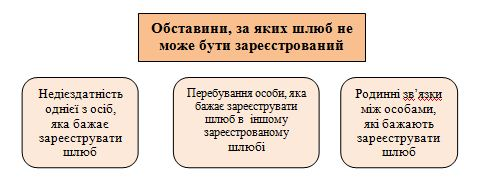 Обставини, за яких шлюб не
може бути зареєстрований
Недієздатність
однієї з осіб,
яка бажає
зареєструвати
шлюб
Перебування особи, яка
бажає зареєструвати
шлюб в іншому
зареєстрованому
шлюбі
Родинні зв’язки
між особами,
які бажають
зареєструвати
шлюб